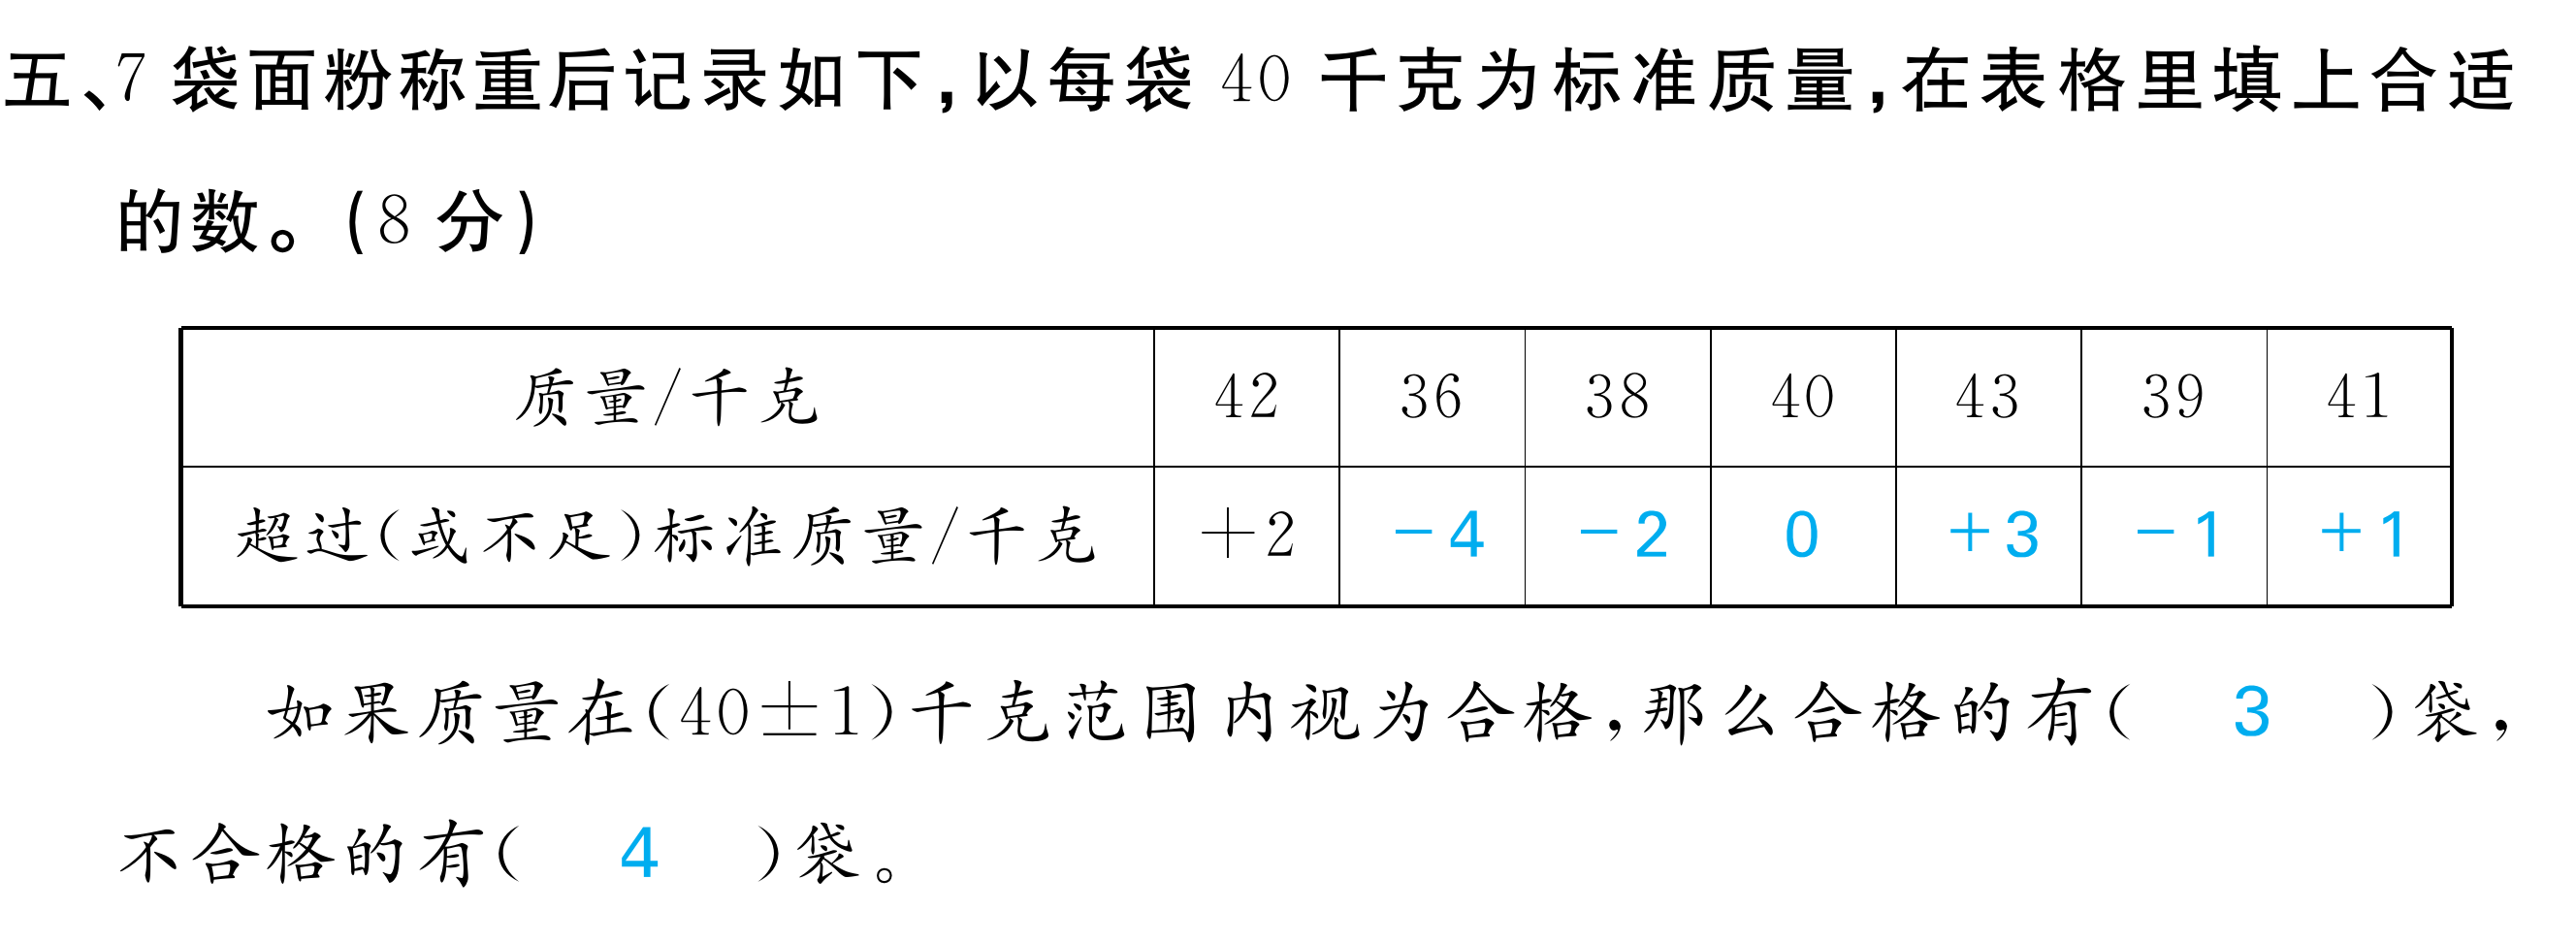 五、7 袋面粉称重后记录如下,以每袋 40 千克为标准质量,在表格里填上合适
的数。(8 分)
质量/千克 42 36 38 40 43 39 41
超过(或不足)标准质量/千克 +2 -4 -2 0 +3 -1 +1
如果质量在(40±1)千克范围内视为合格,那么合格的有( 3 )袋,
不合格的有( 4 )袋。